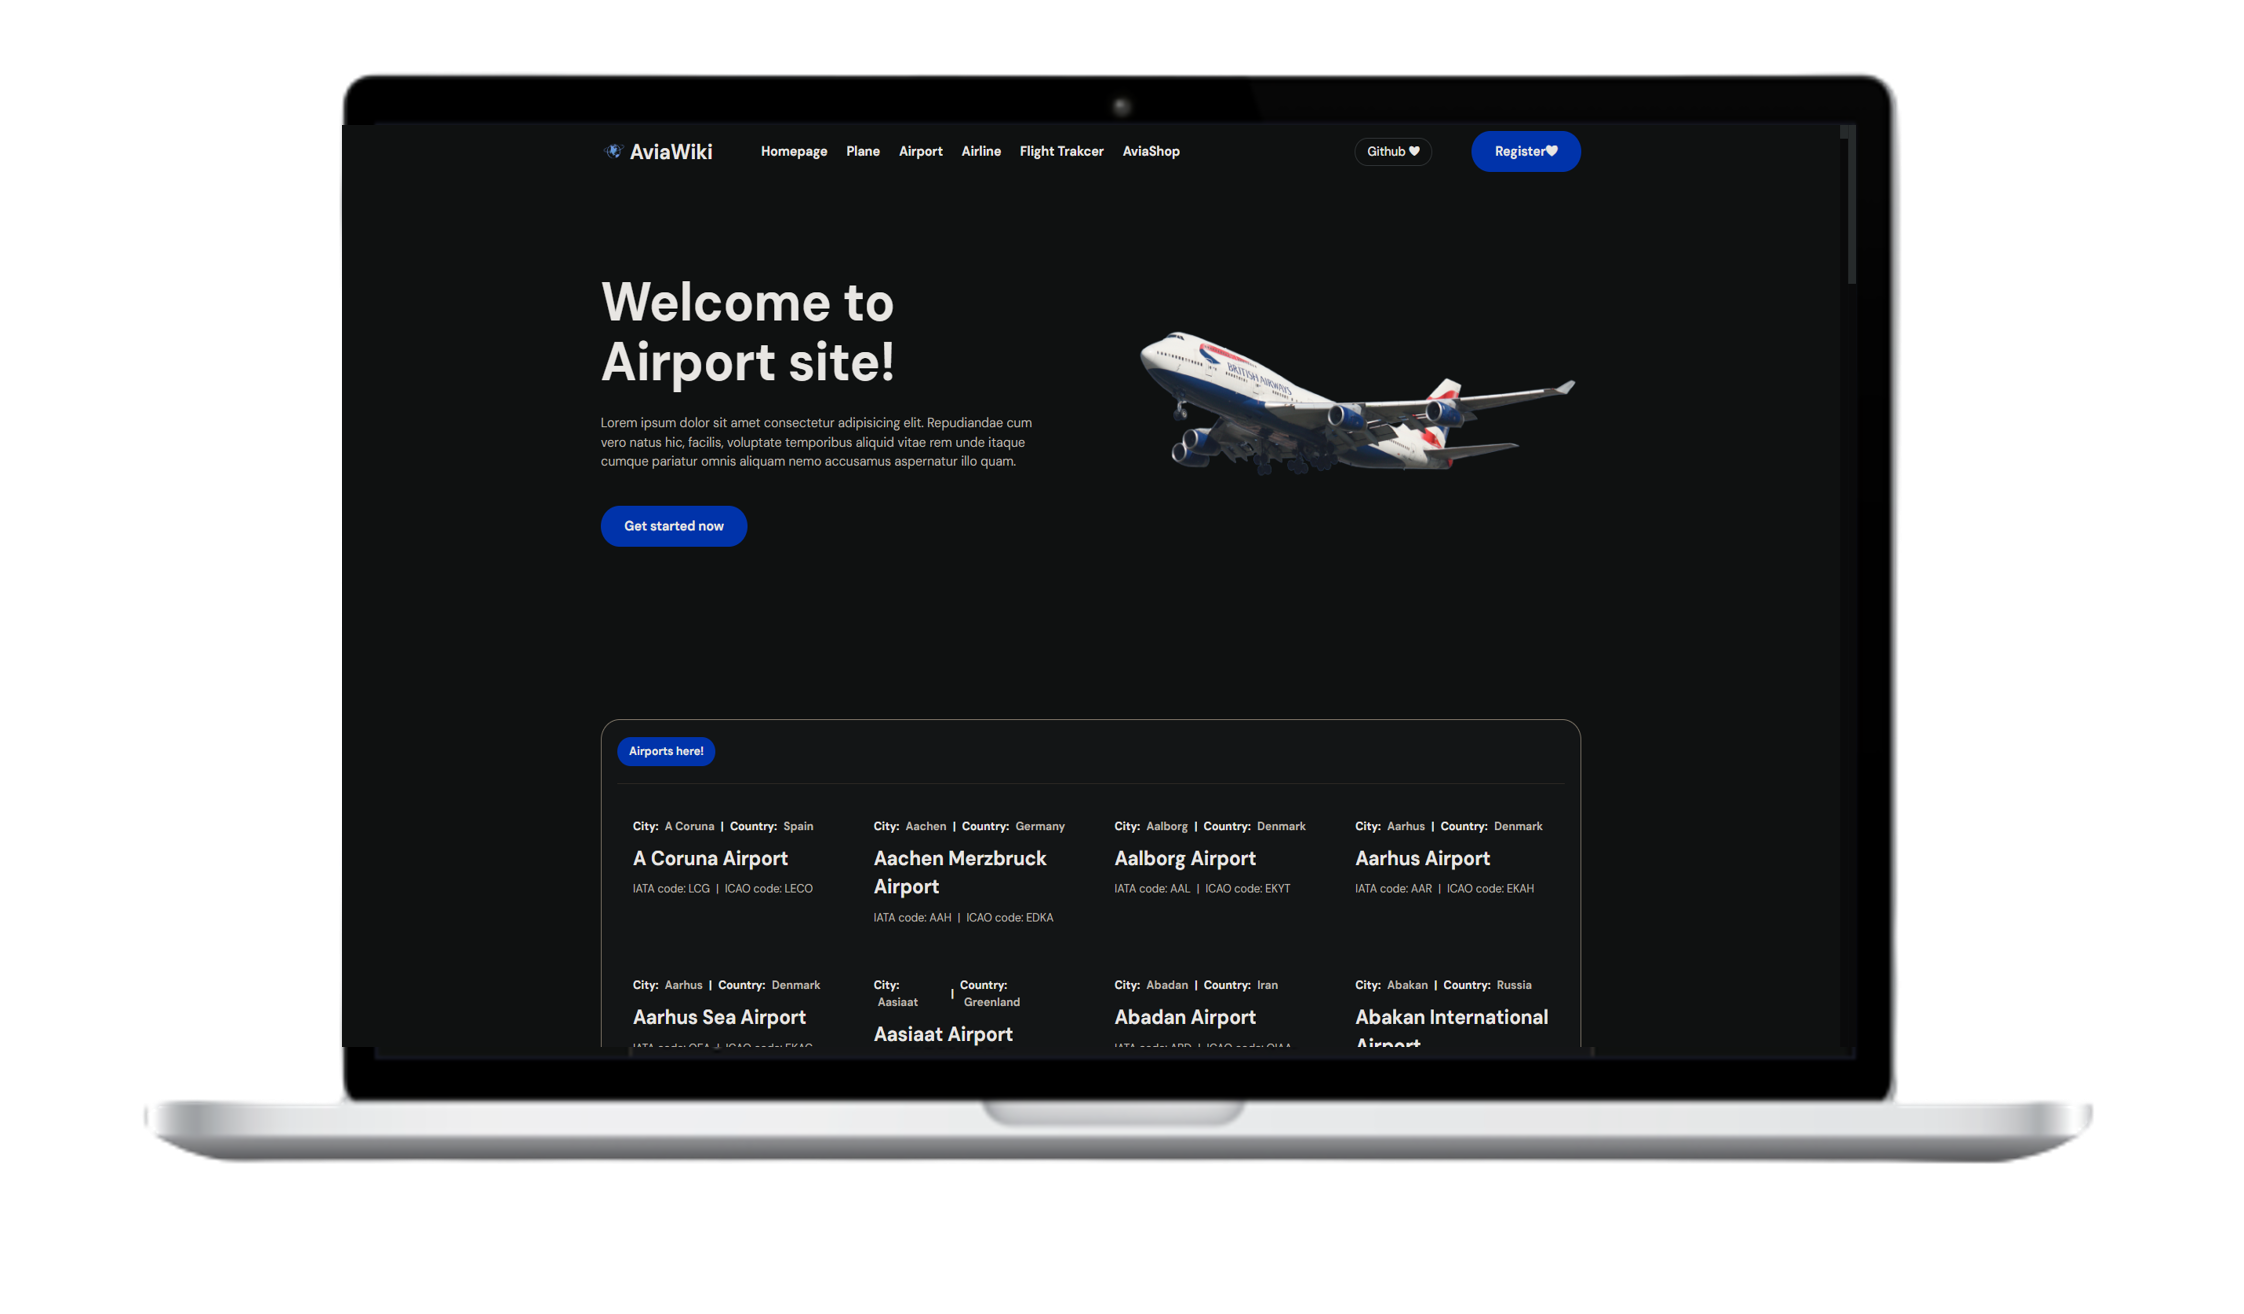 AviaWiki Homepage Plane Airport Airline Flight Trakcer AviaShop Github Register
Welcome to
Airport site!
BRITISH AIRWAYS
Lorem ipsum dolor sit amet consectetur adipisicing elit. Repudiandae cum
vero natus hic, facilis, voluptate temporibus aliquid vitae rem unde itaque
cumque pariatur omnis aliquam nemo accusamus aspernatur illo quam.
Get started now
Airports here!
City: A Coruna | Country: Spain
A Coruna Airport
IATA code: LCG | ICAO code: LECO
City: Aachen | Country: Germany
Aachen Merzbruck
Airport
IATA code: AAH | ICAO code: EDKA
City: Aalborg | Country: Denmark
Aalborg Airport
IATA code: AAL | ICAO code: EKYT
City: Aarhus | Country: Denmark
Aarhus Airport
IATA code: AAR | ICAO code: EKAH
City: Aarhus | Country: Denmark
Aarhus Sea Airport
City: | Country:
Aasiaat Greenland
Aasiaat Airport
City: Abadan | Country: Iran
Abadan Airport
City: Abakan | Country: Russia
Abakan International
Airport